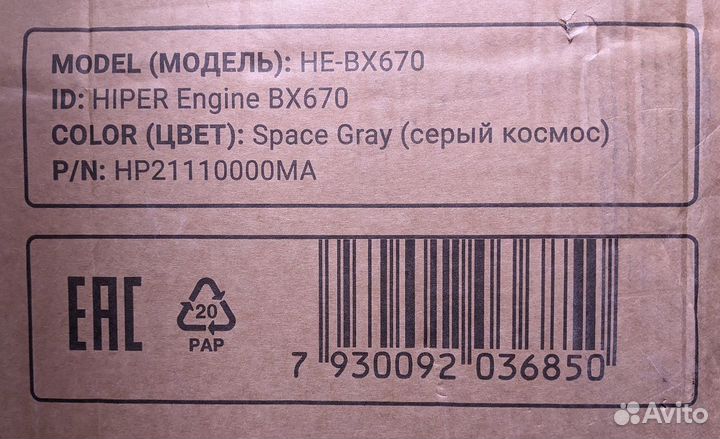 MODEL (МОДЕЛЬ): HE-BX670
ID: HIPER Engine BX670
COLOR (ЦВЕТ): Space Gray (серый космос)
P/N: HP21110000MA
EAC
20
PAP
7 930092 036850
Avito